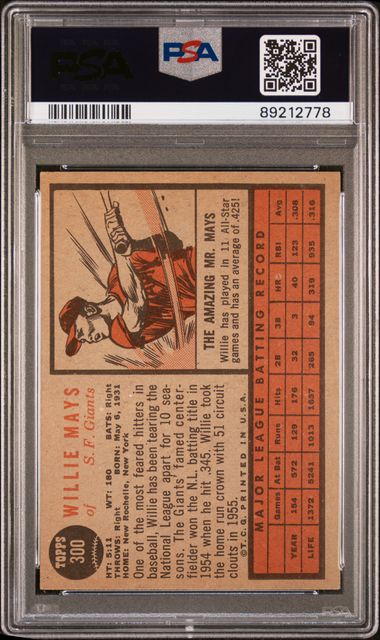 PSA
PSA
89212778
TOPPS
300
WILLIE MAYS
of S. F. Giants
HT: 5:11 WT: 180 BATS: Right
THROWS: Right BORN: May 6, 1931
HOME: New Rochelle, New York
One of the most feared hitters in
baseball, Willie has been tearing the
National League apart for 10 sea-
sons. The Giants' famed center-
fielder won the N.L. batting title in
1954 when he hit .345. Willie took
the home run crown with 51 circuit
clouts in 1955.
©T.C.G. PRINTED IN U.S.A.
THE AMAZING MR. MAYS
Willie has played in 11 All-Star
games and has an average of .425!
MAJOR LEAGUE BATTING RECORD
Games At Bat Runs Hits 2B 3B HR RBI Avg.
YEAR 154 572 129 176 32 3 40 123 .308
LIFE 1372 5241 1013 1657 265 94 319 935 .316